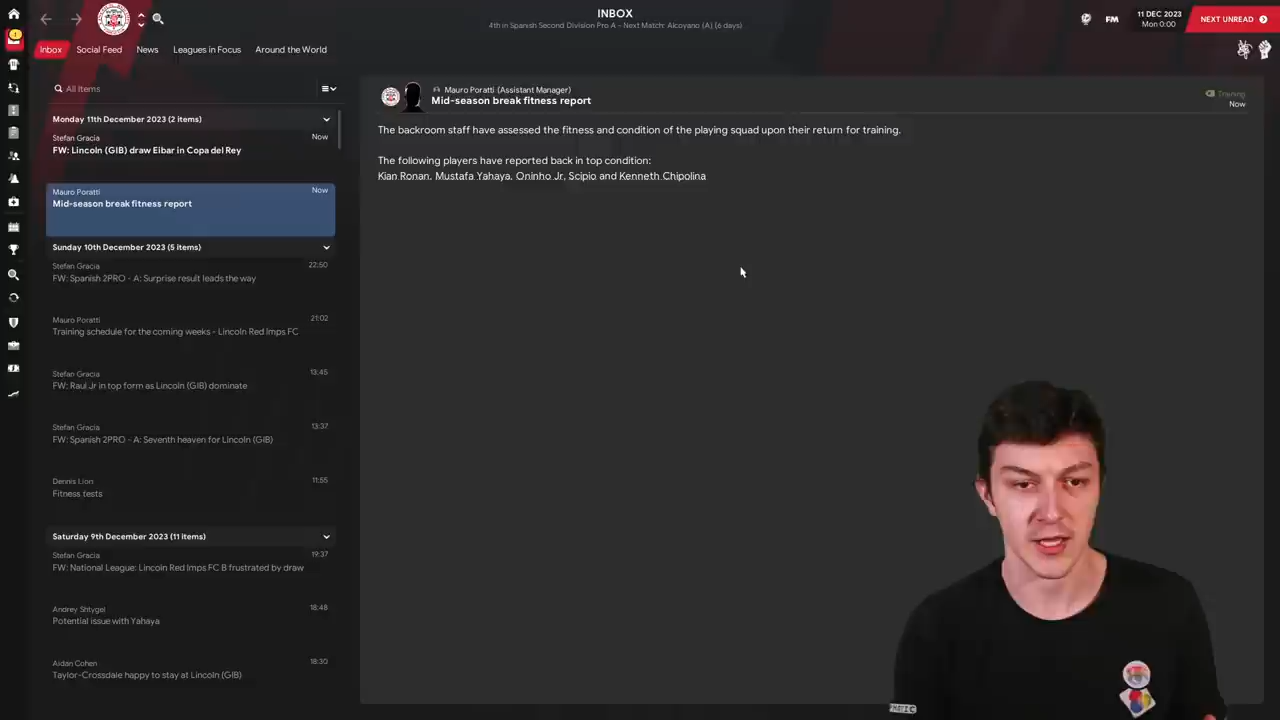 INBOX
4th in Spanish Second Division Pro A - Next Match: Alcoyano (A) (6 days)
FM
11 DEC 2023
Mon 0:00
NEXT UNREAD
Inbox
Social Feed
News
Leagues in Focus
Around the World
All Items
Monday 11th December 2023 (2 items)
Stefan Gracia
Now
FW: Lincoln (GIB) draw Eibar in Copa del Rey
Mauro Poratti
Now
Mid-season break fitness report
Sunday 10th December 2023 (5 items)
Stefan Gracia
22:50
FW: Spanish 2PRO - A: Surprise result leads the way
Mauro Poratti
21:02
Training schedule for the coming weeks - Lincoln Red Imps FC
Stefan Gracia
13:45
FW: Raul Jr in top form as Lincoln (GIB) dominate
Stefan Gracia
13:37
FW: Spanish 2PRO - A: Seventh heaven for Lincoln (GIB)
Dennis Lion
11:55
Fitness tests
Saturday 9th December 2023 (11 items)
Stefan Gracia
19:37
FW: National League: Lincoln Red Imps FC B frustrated by draw
Andrey Shtygel
18:48
Potential issue with Yahaya
Aidan Cohen
18:30
Taylor-Crossdale happy to stay at Lincoln (GIB)
Mauro Poratti (Assistant Manager)
Mid-season break fitness report
Training
Now
The backroom staff have assessed the fitness and condition of the playing squad upon their return for training.
The following players have reported back in top condition:
Kian Ronan, Mustafa Yahaya, Oninho Jr, Scipio and Kenneth Chipolina